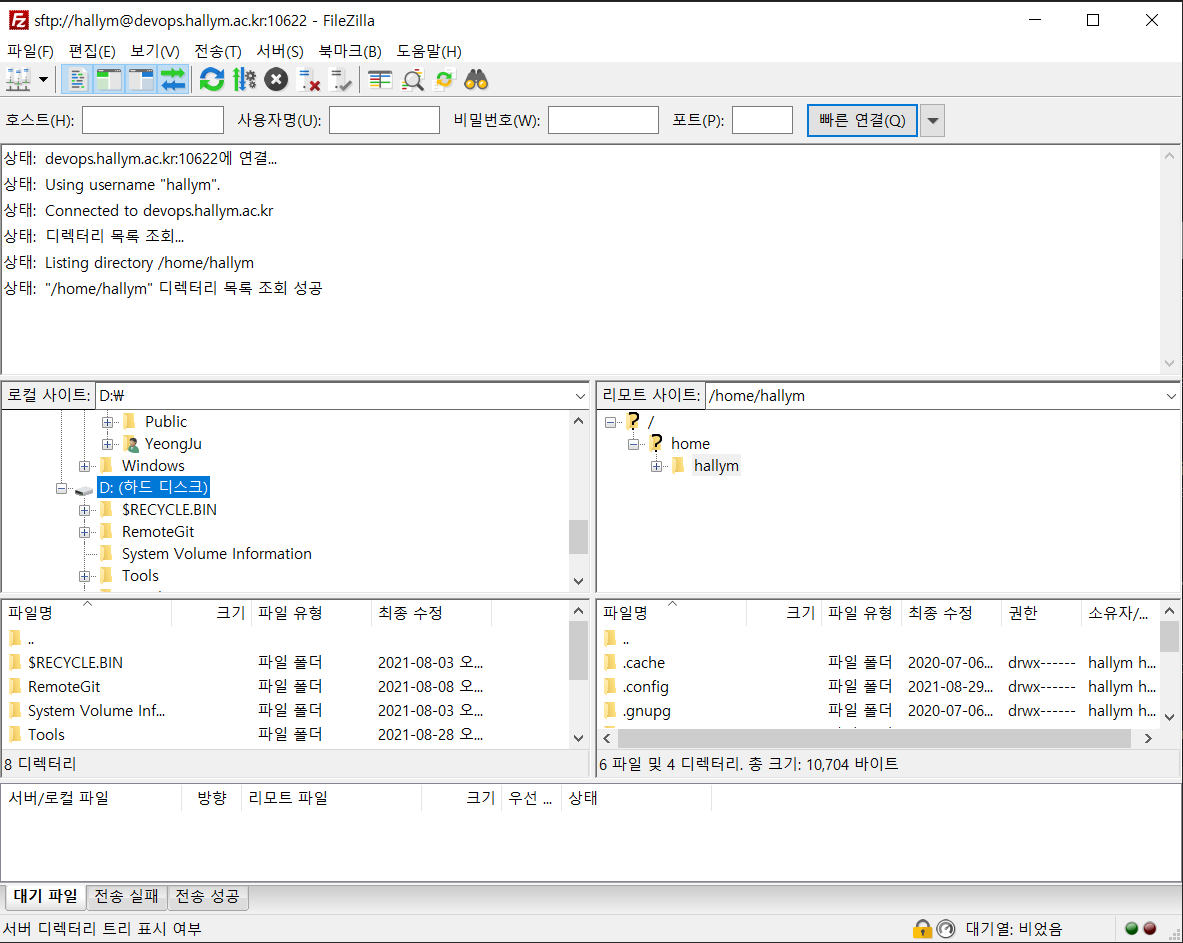 sftp://hallym@devops.hallym.ac.kr:10622 - FileZilla
파일(F) 편집(E) 보기(V) 전송(T) 서버(S) 북마크(B) 도움말(H)
호스트(H): 사용자명(U): 비밀번호(W): 포트(P): 빠른 연결(Q)
상태: devops.hallym.ac.kr:10622에 연결...
상태: Using username "hallym".
상태: Connected to devops.hallym.ac.kr
상태: 디렉터리 목록 조회...
상태: Listing directory /home/hallym
상태: "/home/hallym" 디렉터리 목록 조회 성공
로컬 사이트: D:₩
Public
YeongJu
Windows
D: (하드 디스크)
$RECYCLE.BIN
RemoteGit
System Volume Information
Tools
리모트 사이트: /home/hallym
/
home
hallym
파일명 크기 파일 유형 최종 수정
..
$RECYCLE.BIN 파일 폴더 2021-08-03 오...
RemoteGit 파일 폴더 2021-08-08 오...
System Volume Inf... 파일 폴더 2021-08-03 오...
Tools 파일 폴더 2021-08-28 오...
8 디렉터리
파일명 크기 파일 유형 최종 수정 권한 소유자/...
..
.cache 파일 폴더 2020-07-06... drwx------ hallym h...
.config 파일 폴더 2021-08-29... drwx------ hallym h...
.gnupg 파일 폴더 2020-07-06... drwx------ hallym h...
6 파일 및 4 디렉터리. 총 크기: 10,704 바이트
서버/로컬 파일 방향 리모트 파일 크기 우선 ... 상태
대기 파일 전송 실패 전송 성공
서버 디렉터리 트리 표시 여부 대기열: 비었음